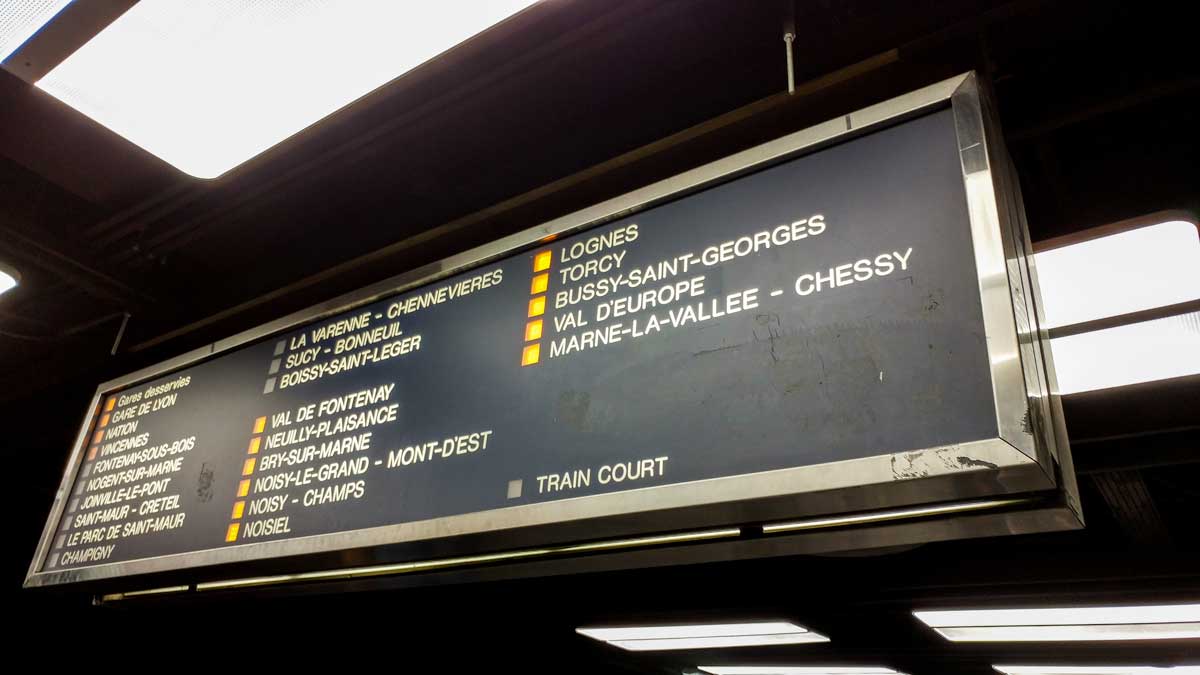 Gares desservies
GARE DE LYON
NATION
VINCENNES
FONTENAY-SOUS-BOIS
NOGENT-SUR-MARNE
JOINVILLE-LE-PONT
SAINT-MAUR - CRETEIL
LE PARC DE SAINT-MAUR
CHAMPIGNY
LA VARENNE - CHENNEVIERES
SUCY - BONNEUIL
BOISSY-SAINT-LEGER
VAL DE FONTENAY
NEUILLY-PLAISANCE
BRY-SUR-MARNE
NOISY-LE-GRAND - MONT-D'EST
NOISY - CHAMPS
NOISIEL
LOGNES
TORCY
BUSSY-SAINT-GEORGES
VAL D'EUROPE
MARNE-LA-VALLEE - CHESSY
TRAIN COURT